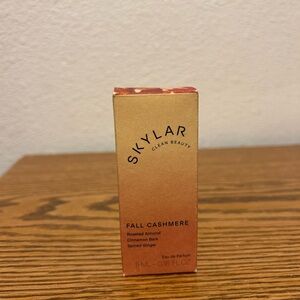 SKYLAR
CLEAN BEAUTY
FALL CASHMERE
Roasted Almond
Cinnamon Bark
Spiced Ginger
Eau de Parfum